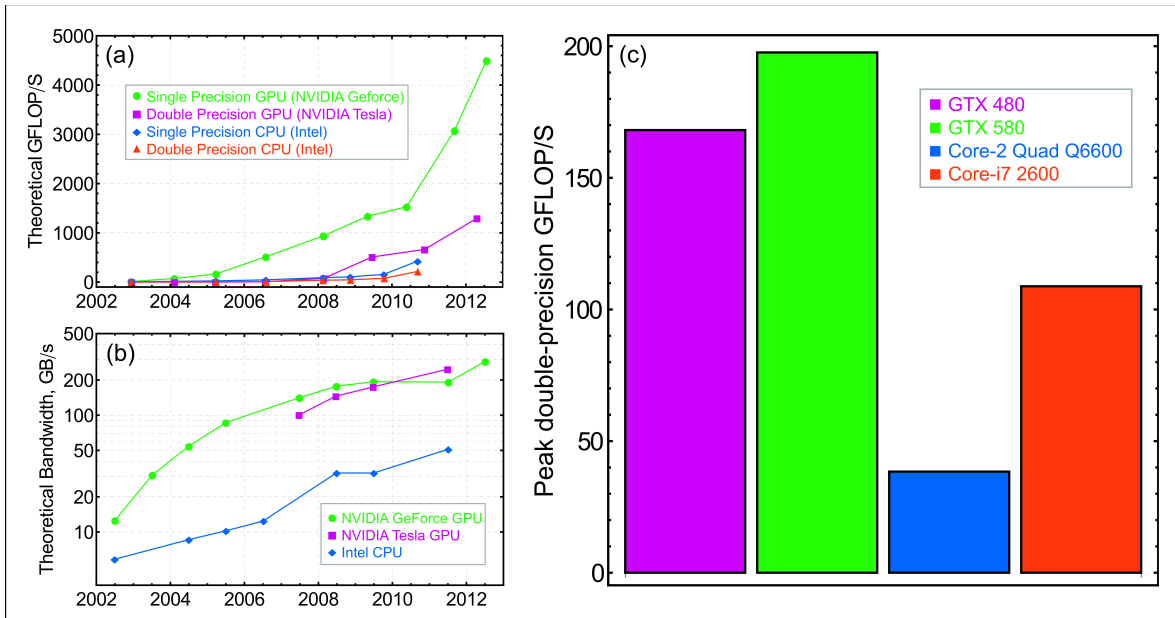 (a)
Theoretical GFLOP/S
5000
4000
3000
2000
1000
0
Single Precision GPU (NVIDIA Geforce)
Double Precision GPU (NVIDIA Tesla)
Single Precision CPU (Intel)
Double Precision CPU (Intel)
2002 2004 2006 2008 2010 2012
(b)
Theoretical Bandwidth, GB/s
500
200
100
50
20
10
NVIDIA GeForce GPU
NVIDIA Tesla GPU
Intel CPU
2002 2004 2006 2008 2010 2012
(c)
Peak double-precision GFLOP/S
200
150
100
50
0
GTX 480
GTX 580
Core-2 Quad Q6600
Core-i7 2600